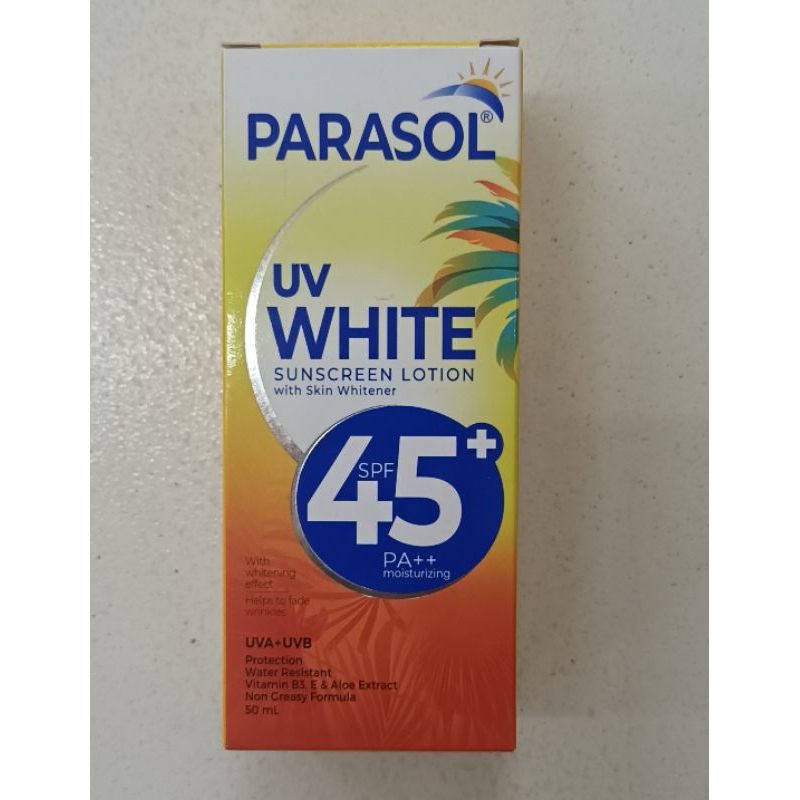 PARASOL®
UV
WHITE
SUNSCREEN LOTION
with Skin Whitener
SPF
45+
PA++
moisturizing
With
whitening
effect
Helps to fade
wrinkles
UVA+UVB
Protection
Water Resistant
Vitamin B3, E & Aloe Extract
Non Greasy Formula
50 mL